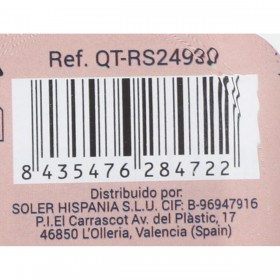 Ref. QT-RS24930
8 435476 284722
Distribuido por:
SOLER HISPANIA S.L.U. CIF: B-96947916
P.I.El Carrascot Av. del Plàstic, 17
46850 L'Olleria, Valencia (Spain)